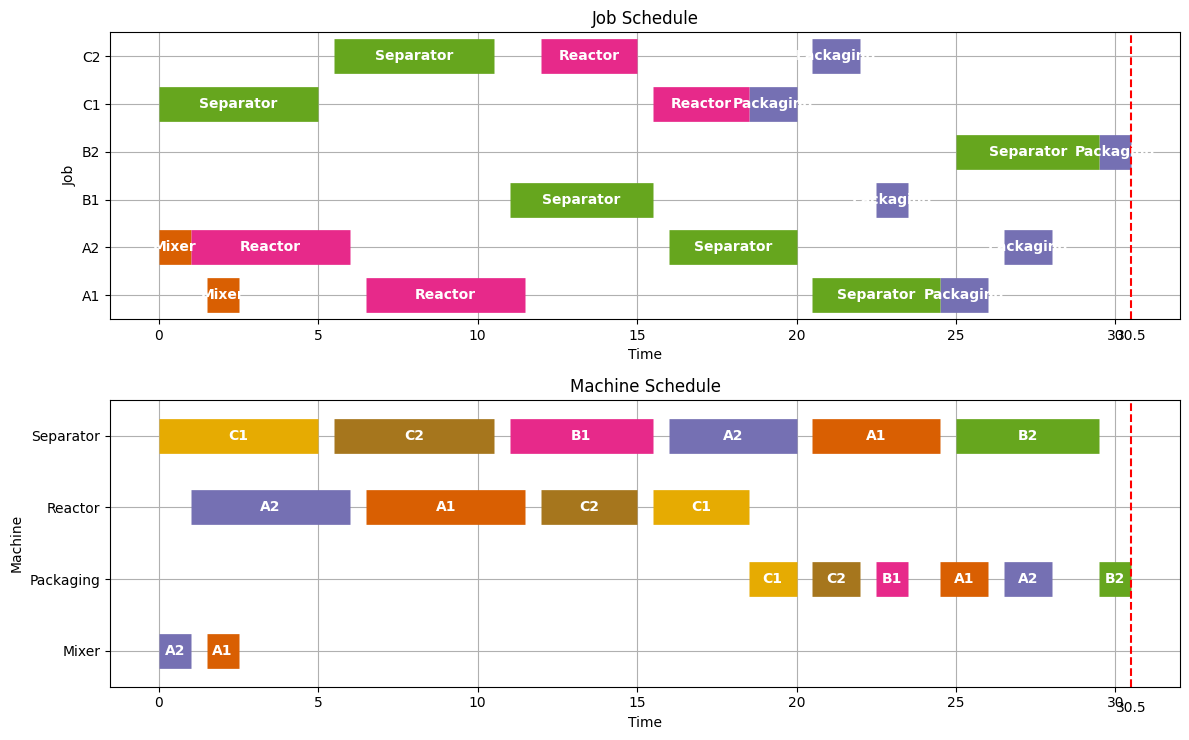 Job Schedule
C2 Separator Reactor Packaging
C1 Separator Reactor Packaging
B2 Separator Packaging
B1 Separator Packaging
A2 Mixer Reactor Separator Packaging
A1 Mixer Reactor Separator Packaging
Job
0 5 10 15 20 25 30 30.5
Time
Machine Schedule
Separator C1 C2 B1 A2 A1 B2
Reactor A2 A1 C2 C1
Packaging C1 C2 B1 A1 A2 B2
Mixer A2 A1
Machine
0 5 10 15 20 25 30
30.5
Time